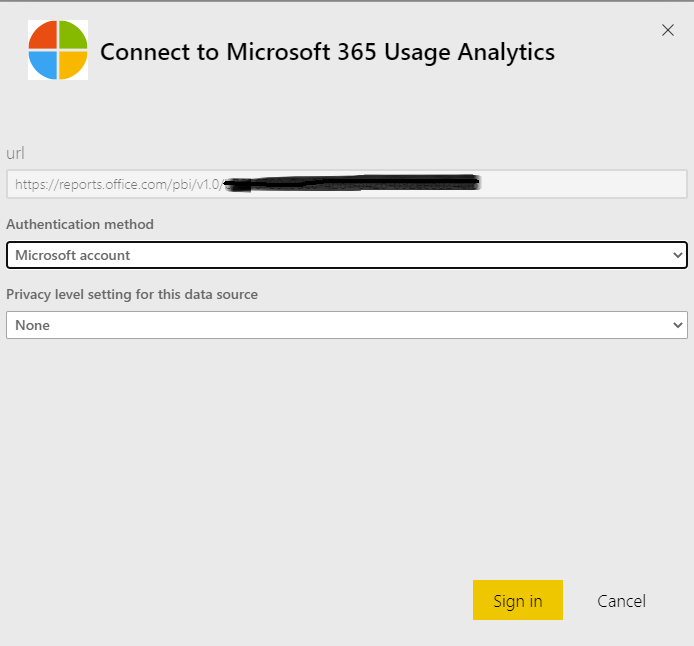 Connect to Microsoft 365 Usage Analytics
url
https://reports.office.com/pbi/v1.0/
Authentication method
Microsoft account
Privacy level setting for this data source
None
Sign in
Cancel